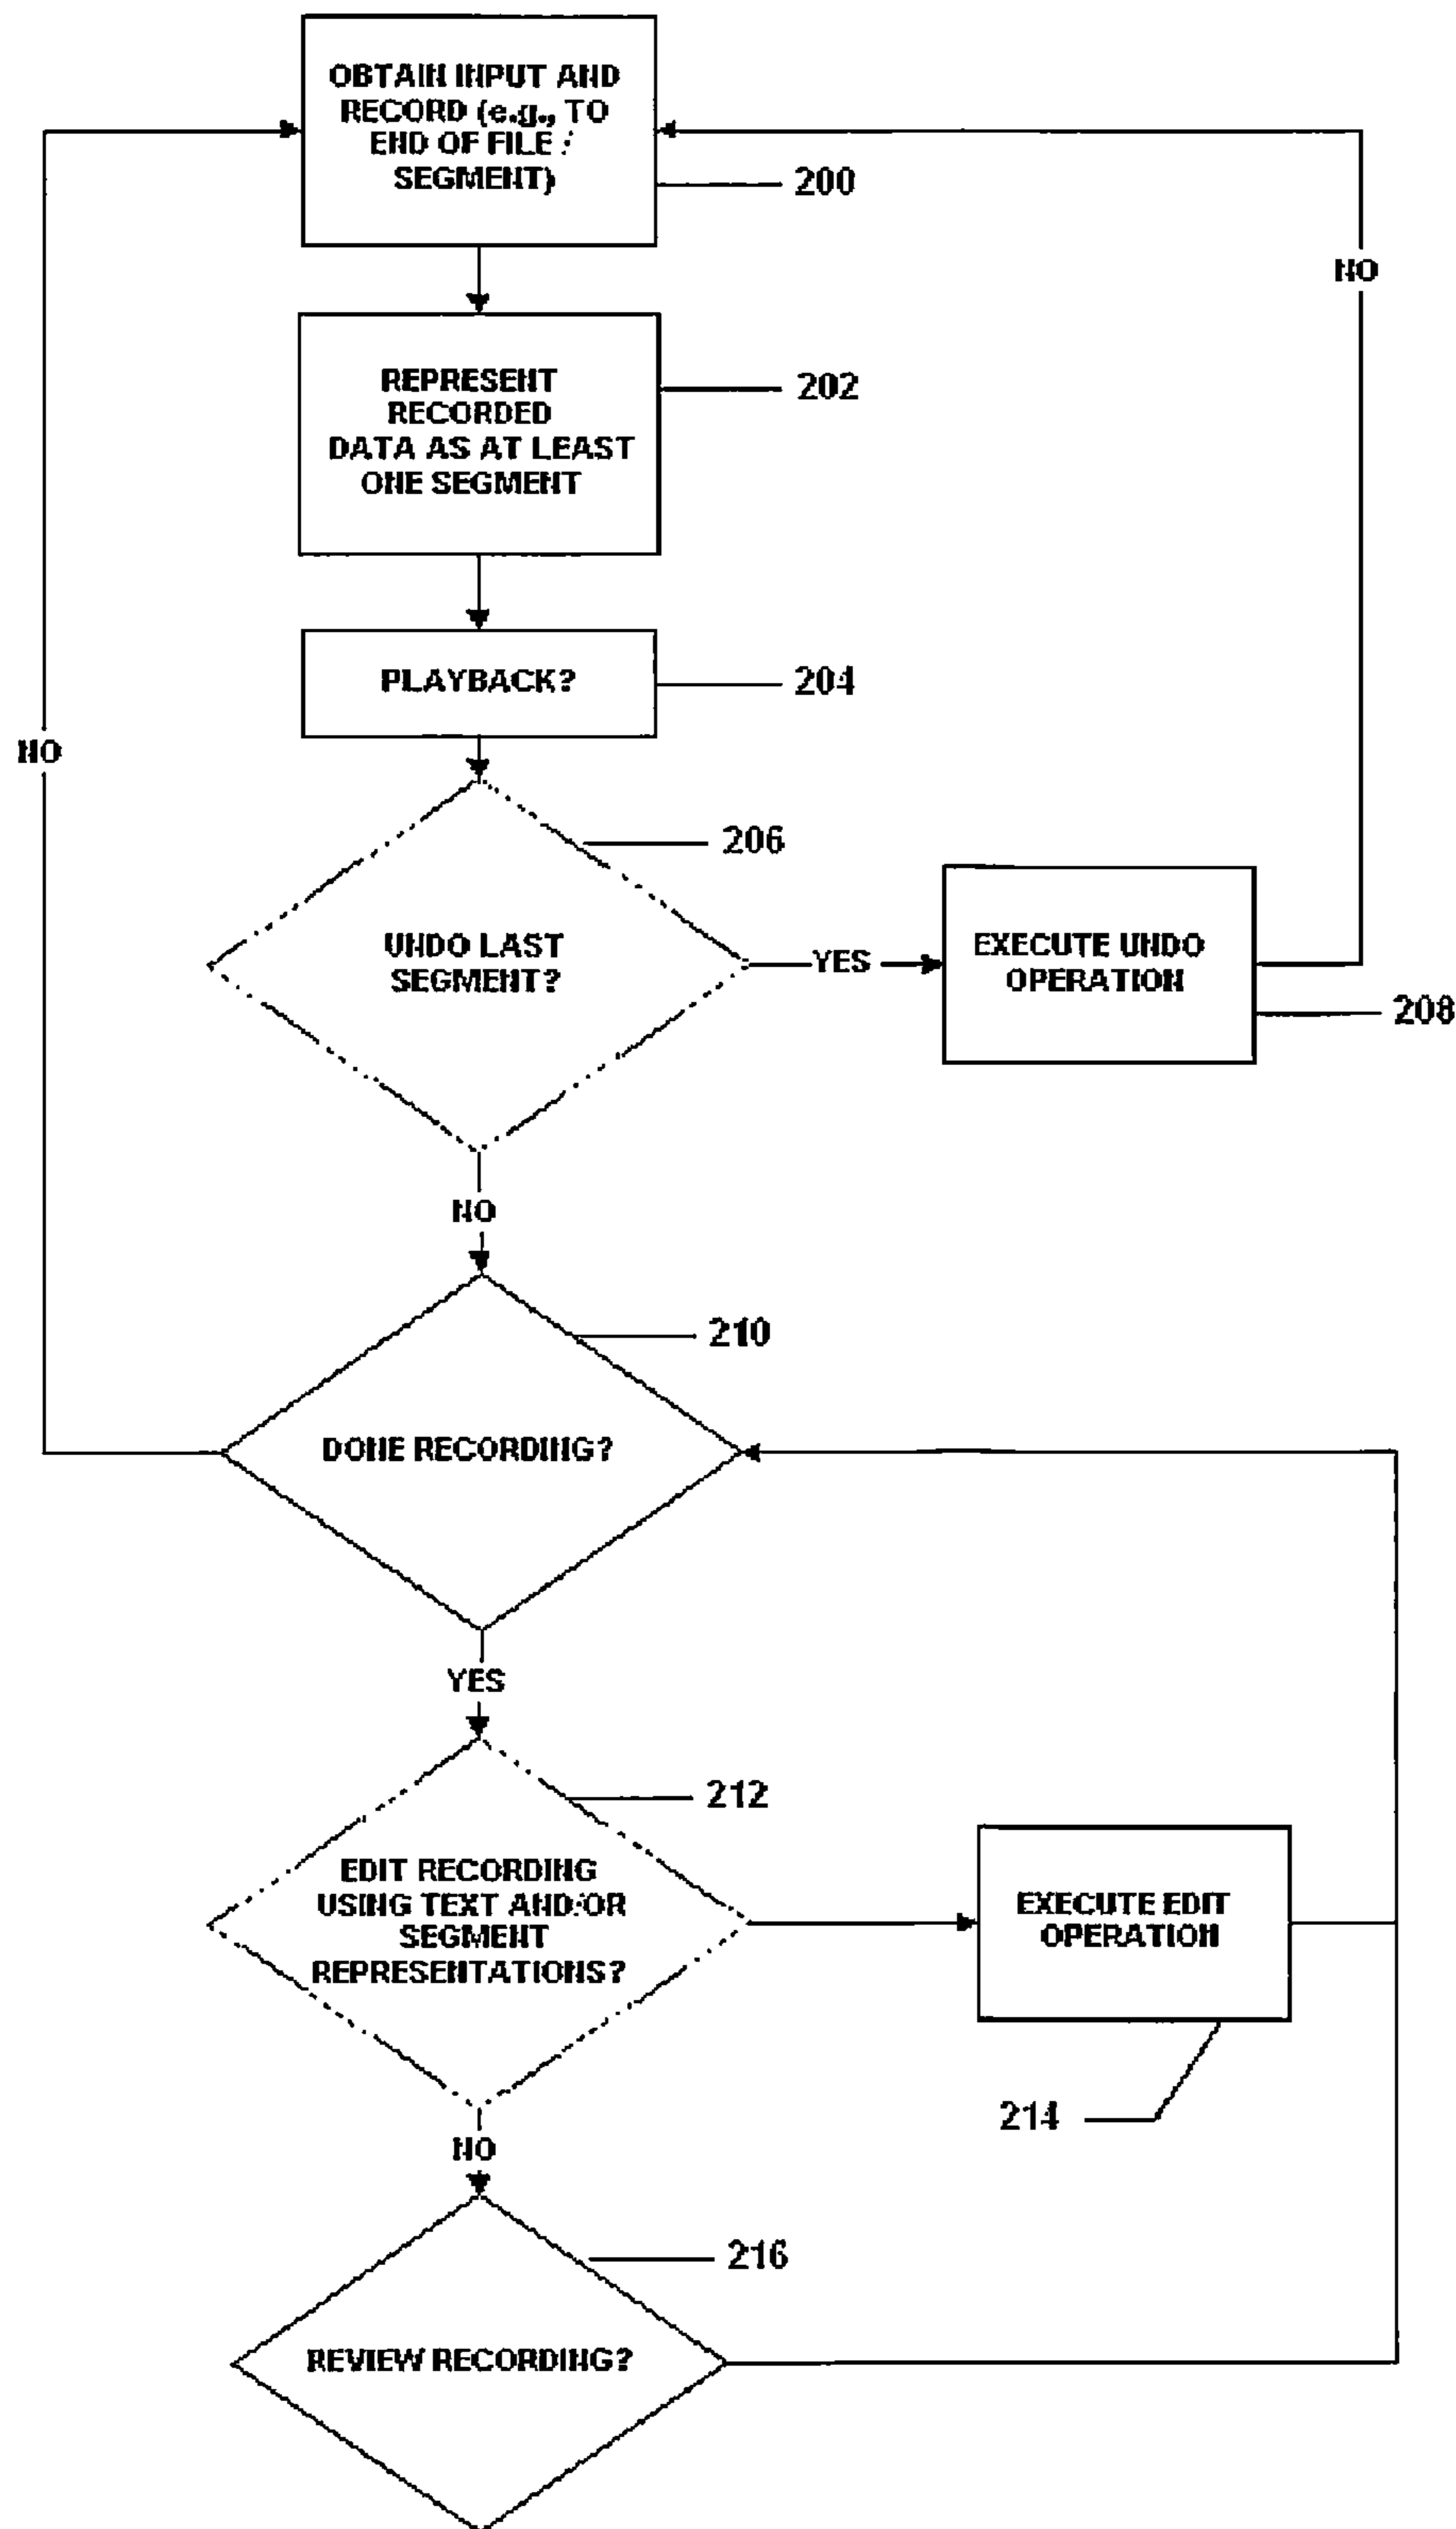 OBTAIN INPUT AND
RECORD (e.g., TO
END OF FILE /
SEGMENT)
200
NO
REPRESENT
RECORDED
DATA AS AT LEAST
ONE SEGMENT
202
PLAYBACK?
204
NO
206
UNDO LAST
SEGMENT?
YES
EXECUTE UNDO
OPERATION
208
NO
210
DONE RECORDING?
YES
212
EDIT RECORDING
USING TEXT AND/OR
SEGMENT
REPRESENTATIONS?
EXECUTE EDIT
OPERATION
214
NO
216
REVIEW RECORDING?